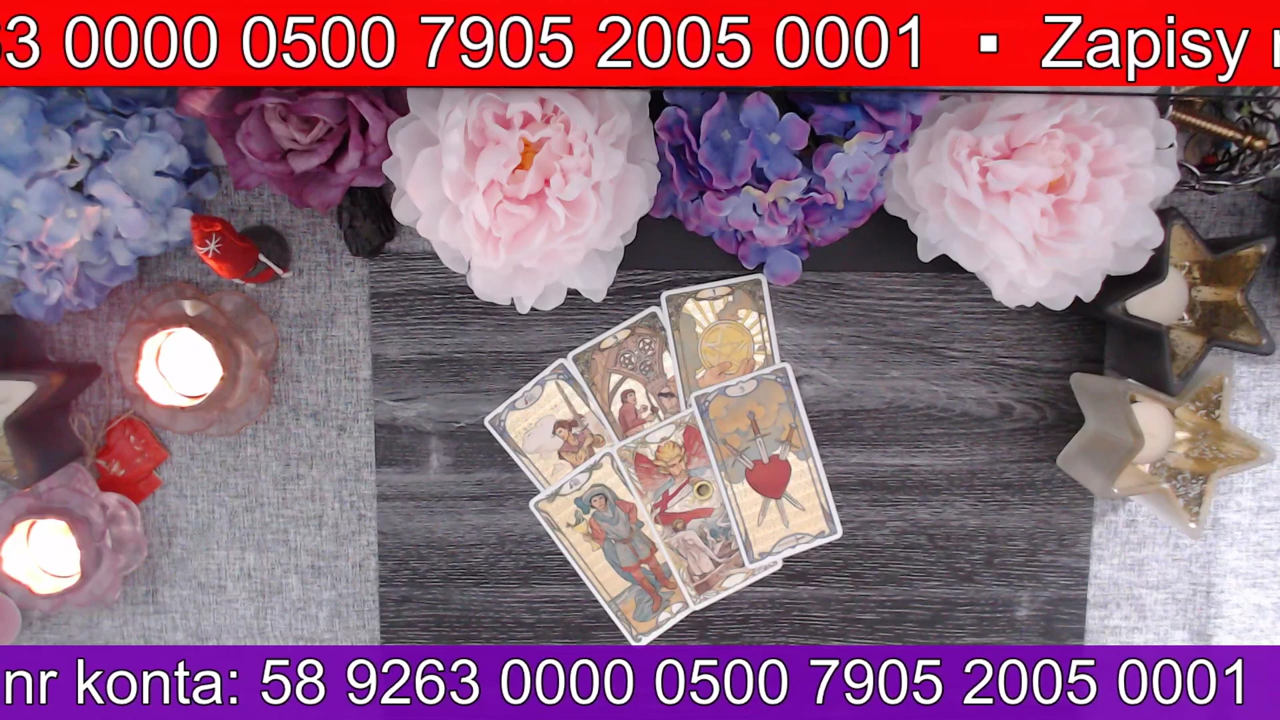 3 0000 0500 7905 2005 0001 ▪ Zapisy
nr konta: 58 9263 0000 0500 7905 2005 0001